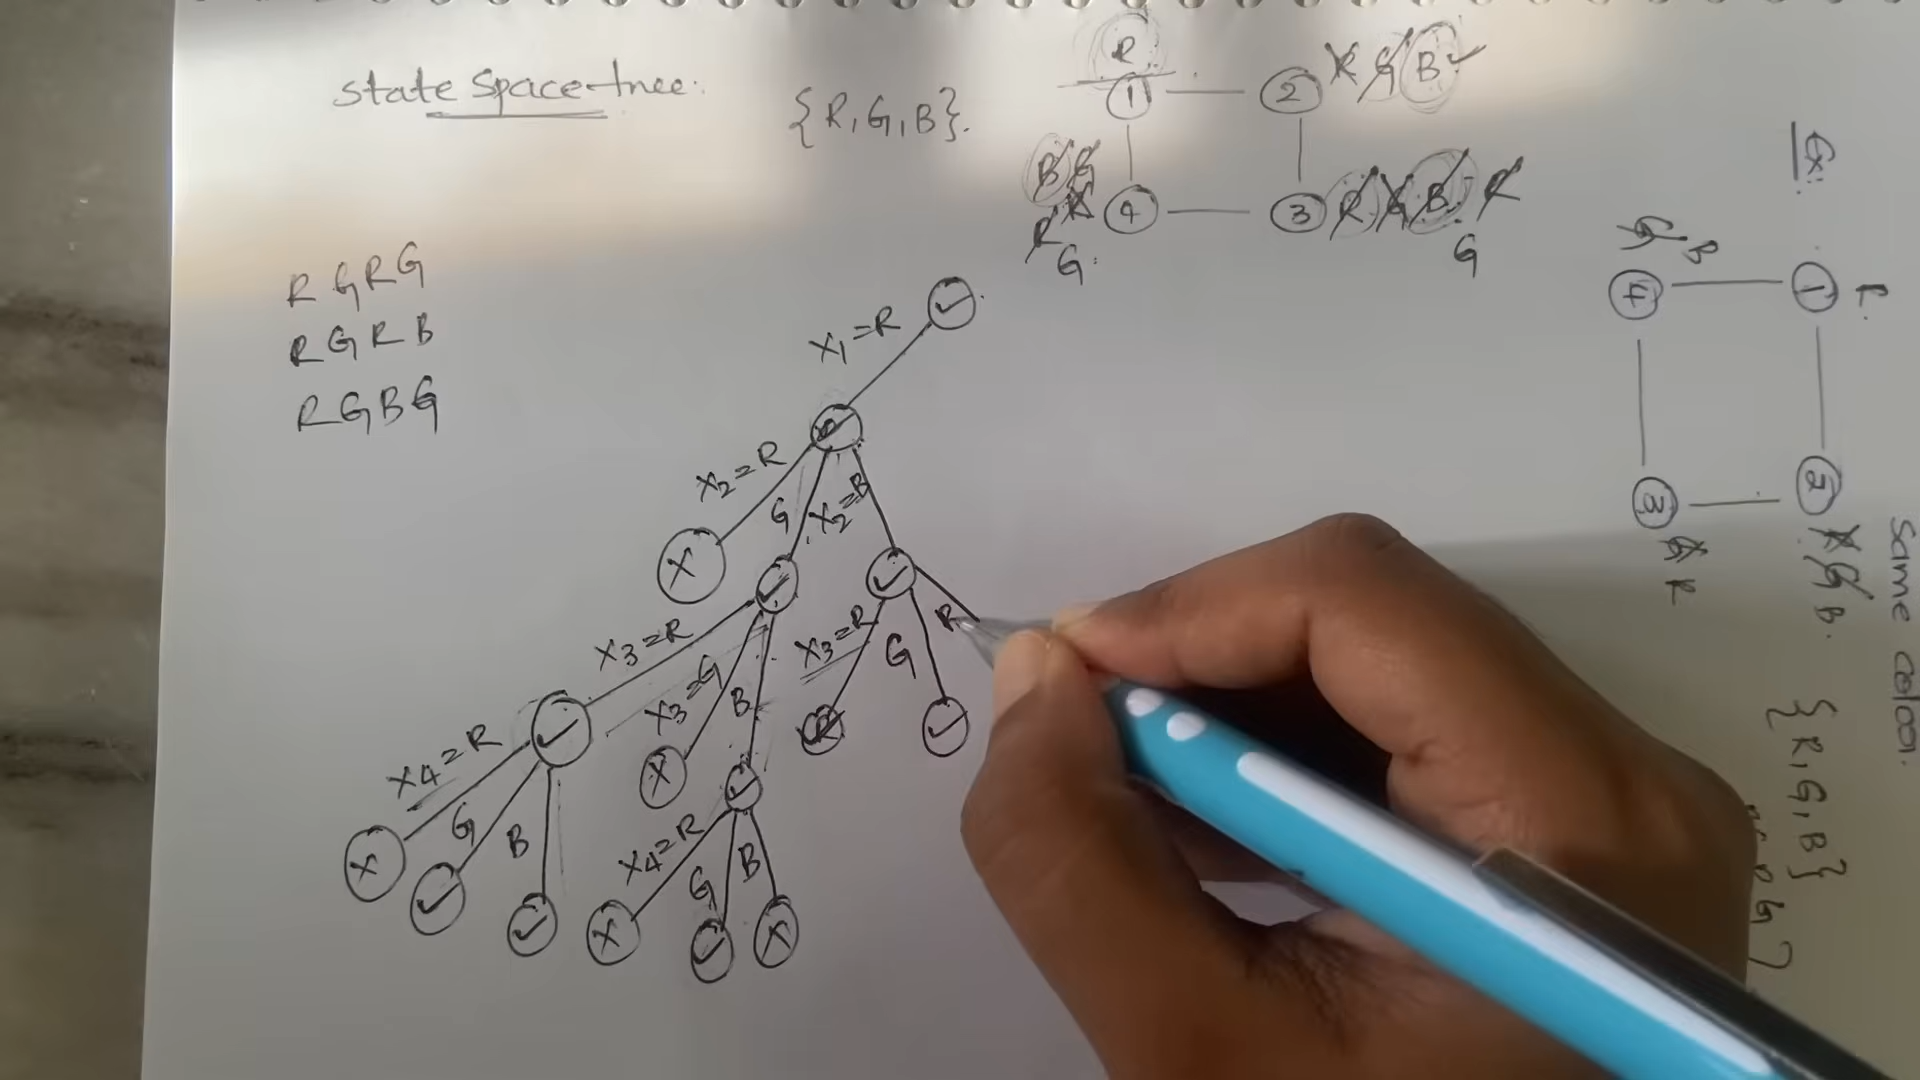 State Space-tree:
{R, G, B}.
R
1
2
R G B ✓
B G
R R
4
3
R G B R
G.
G
R G R G
R G R B
R G B G
X1=R
X2=R
G
X2=B
X3=R
X3=G
B
X3=R
G
X4=R
G
B
X4=R
G
B
Ex:
1
R.
4
G B
2
G B.
3
G R
Same colour.
{R, G, B}